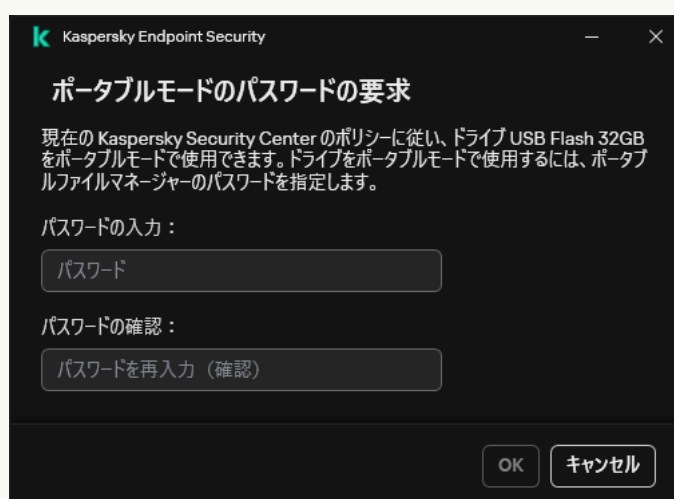 Kaspersky Endpoint Security
ポータブルモードのパスワードの要求
現在の Kaspersky Security Center のポリシーに従い、ドライブ USB Flash 32GB
をポータブルモードで使用できます。ドライブをポータブルモードで使用するには、ポータブ
ルファイルマネージャーのパスワードを指定します。
パスワードの入力：
パスワード
パスワードの確認：
パスワードを再入力（確認）
OK キャンセル